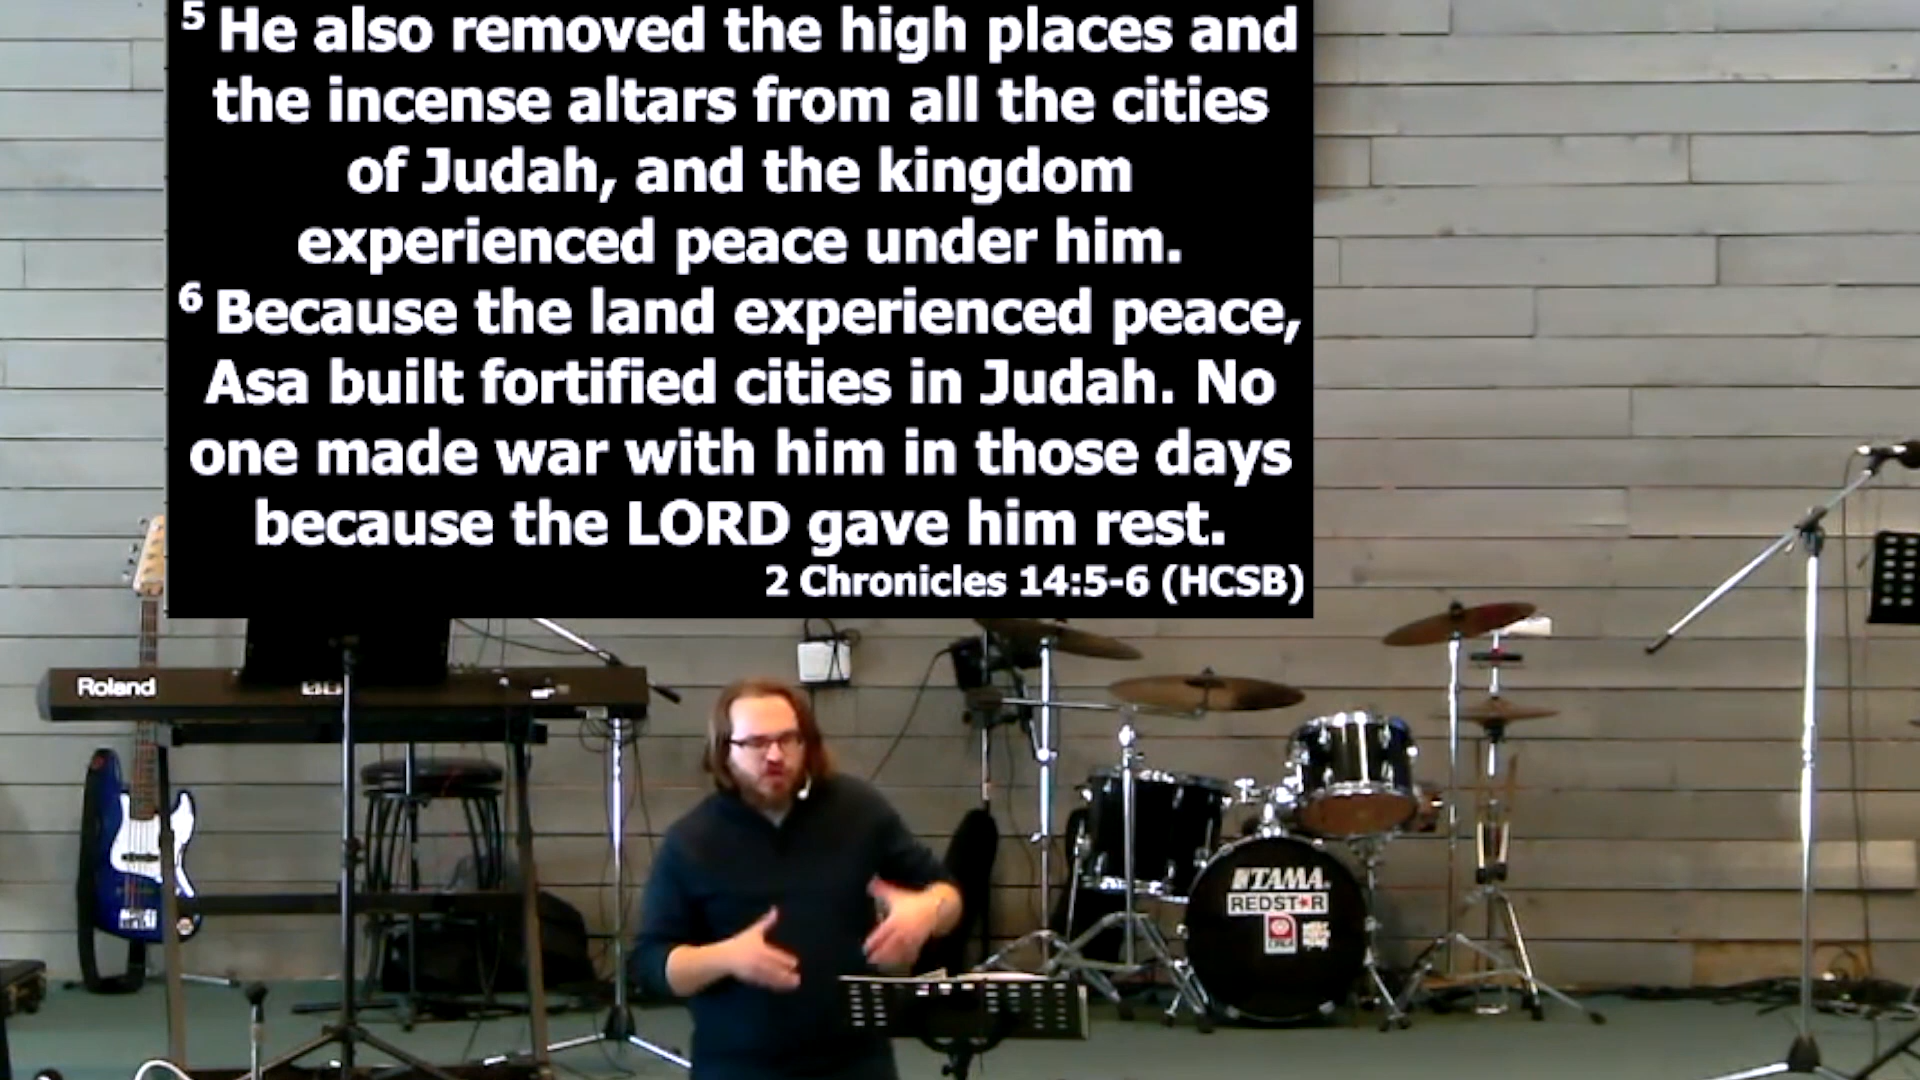 5 He also removed the high places and
the incense altars from all the cities
of Judah, and the kingdom
experienced peace under him.
6 Because the land experienced peace,
Asa built fortified cities in Judah. No
one made war with him in those days
because the LORD gave him rest.
2 Chronicles 14:5-6 (HCSB)
Roland
TAMA
REDST★R